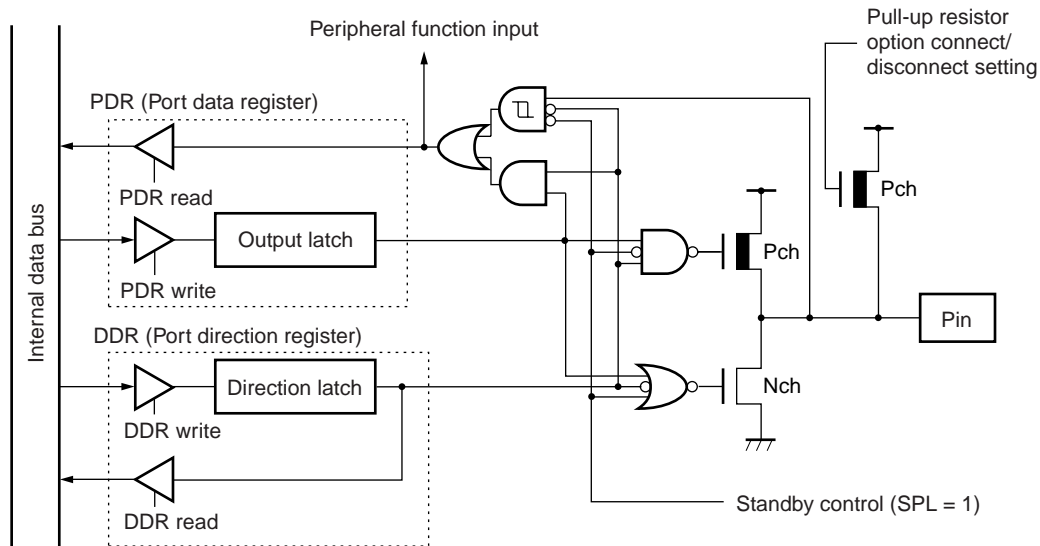 Peripheral function input
Pull-up resistor
option connect/
disconnect setting
PDR (Port data register)
PDR read
Pch
Output latch
Pch
PDR write
Internal data bus
DDR (Port direction register)
Pin
Direction latch
Nch
DDR write
Standby control (SPL = 1)
DDR read